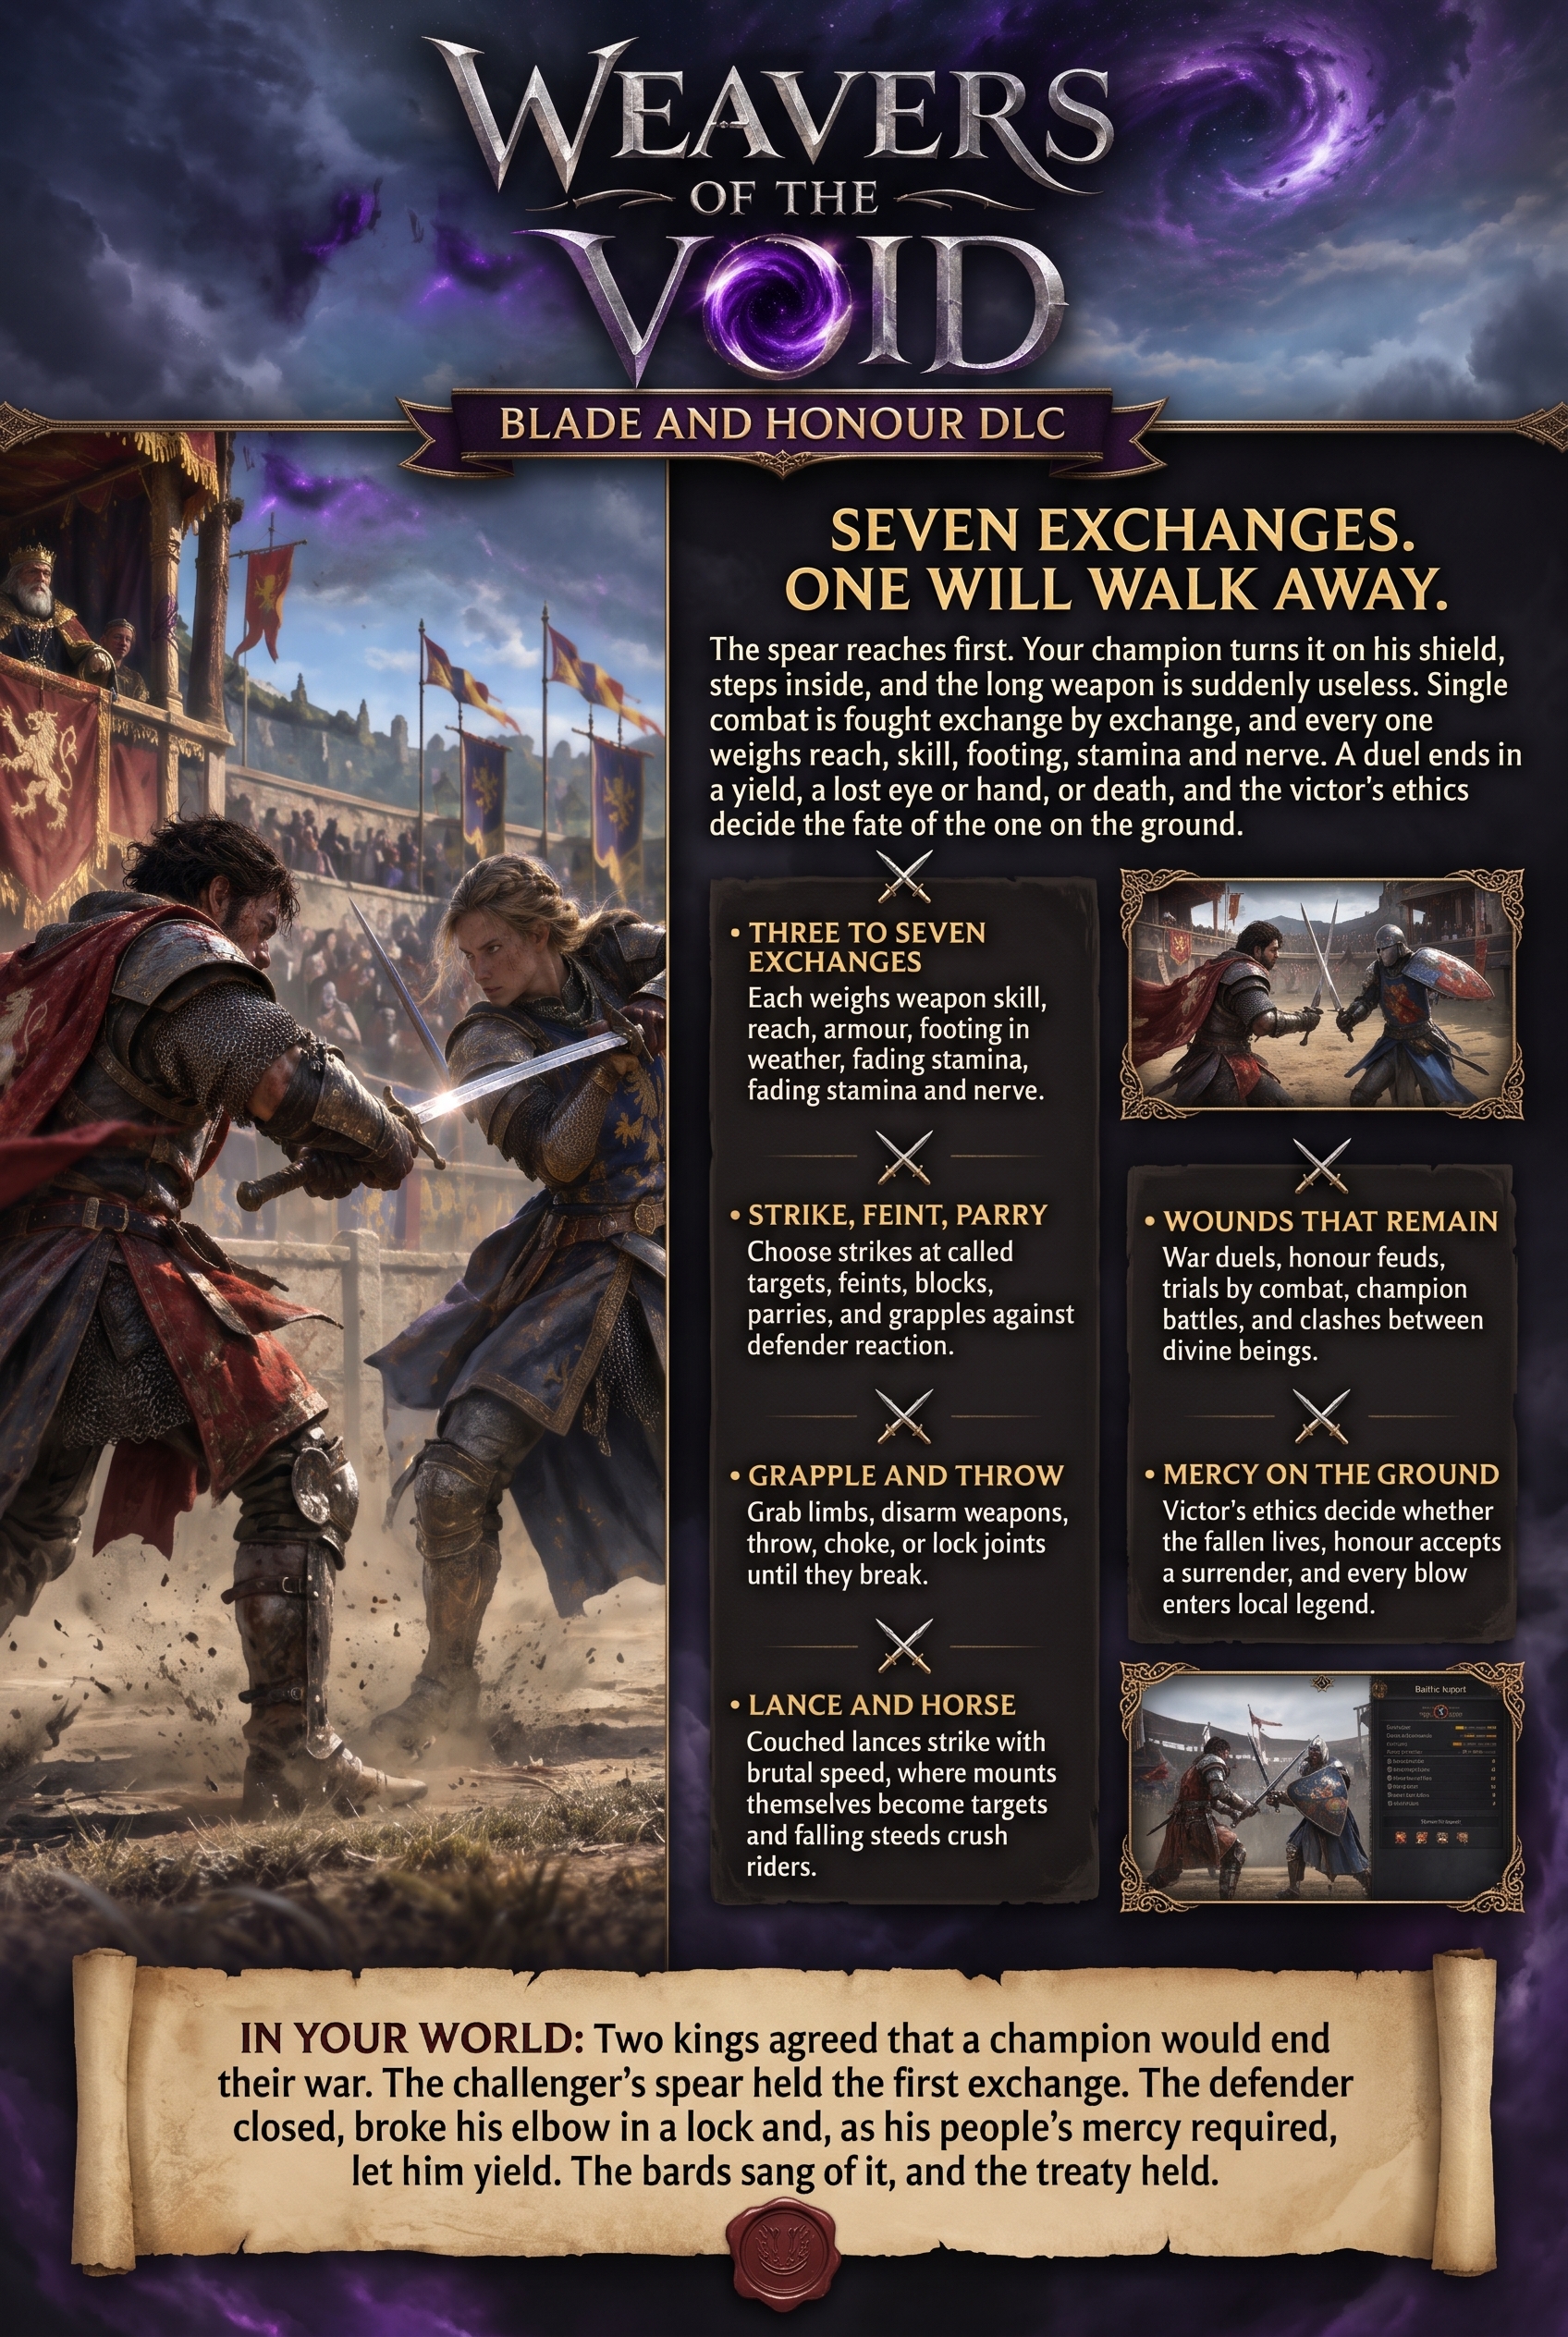 WEAVERS
OF THE
VOID
BLADE AND HONOUR DLC
SEVEN EXCHANGES.
ONE WILL WALK AWAY.
The spear reaches first. Your champion turns it on his shield,
steps inside, and the long weapon is suddenly useless. Single
combat is fought exchange by exchange, and every one
weighs reach, skill, footing, stamina and nerve. A duel ends in
a yield, a lost eye or hand, or death, and the victor's ethics
decide the fate of the one on the ground.
• THREE TO SEVEN
EXCHANGES
Each weighs weapon skill,
reach, armour, footing in
weather, fading stamina,
fading stamina and nerve.
• STRIKE, FEINT, PARRY
Choose strikes at called
targets, feints, blocks,
parries, and grapples against
defender reaction.
• GRAPPLE AND THROW
Grab limbs, disarm weapons,
throw, choke, or lock joints
until they break.
• LANCE AND HORSE
Couched lances strike with
brutal speed, where mounts
themselves become targets
and falling steeds crush
riders.
• WOUNDS THAT REMAIN
War duels, honour feuds,
trials by combat, champion
battles, and clashes between
divine beings.
• MERCY ON THE GROUND
Victor's ethics decide whether
the fallen lives, honour accepts
a surrender, and every blow
enters local legend.
IN YOUR WORLD: Two kings agreed that a champion would end
their war. The challenger's spear held the first exchange. The defender
closed, broke his elbow in a lock and, as his people's mercy required,
let him yield. The bards sang of it, and the treaty held.